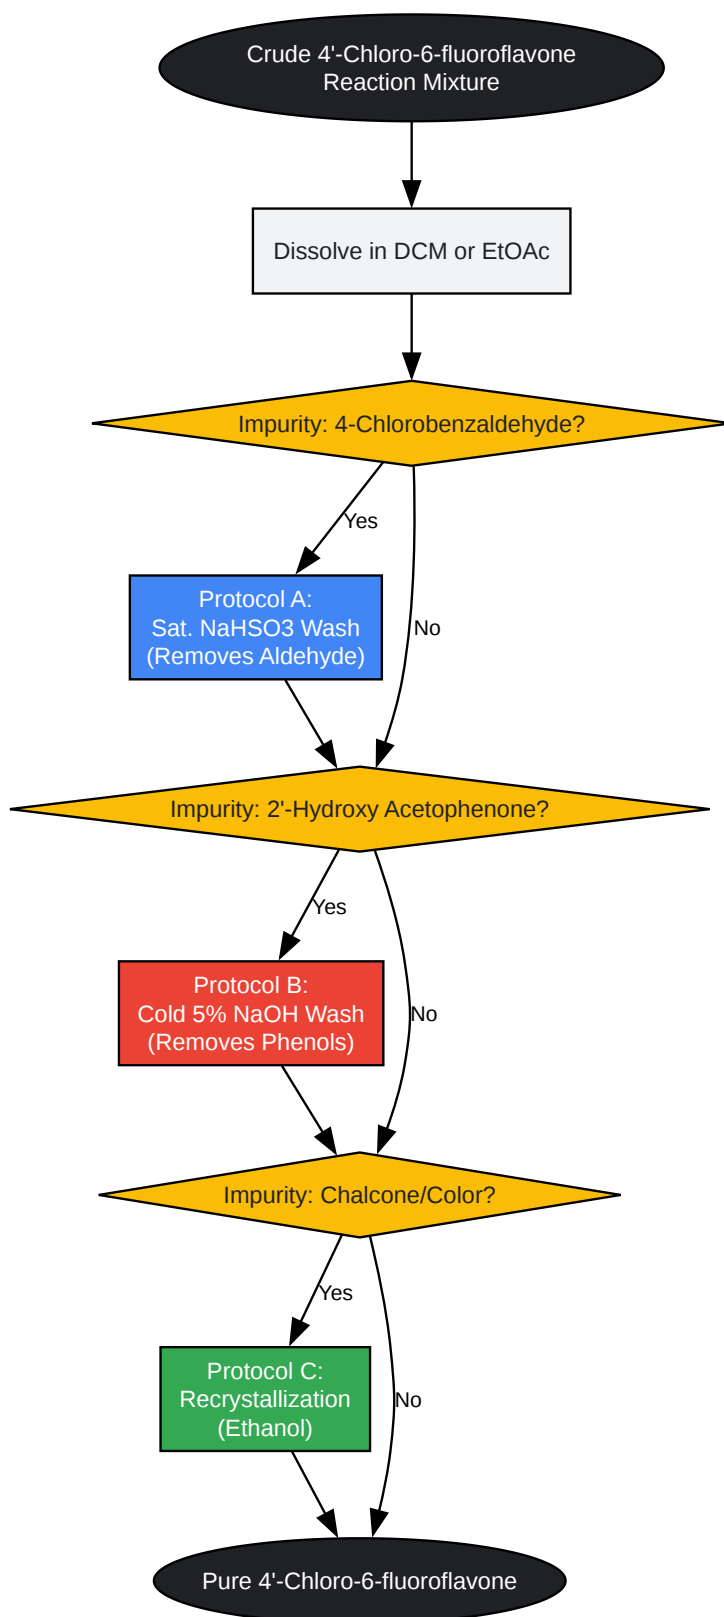 Crude 4'-Chloro-6-fluoroflavone
Reaction Mixture
Dissolve in DCM or EtOAc
Impurity: 4-Chlorobenzaldehyde?
Yes
Protocol A:
Sat. NaHSO3 Wash
(Removes Aldehyde)
No
Impurity: 2'-Hydroxy Acetophenone?
Yes
Protocol B:
Cold 5% NaOH Wash
(Removes Phenols)
No
Impurity: Chalcone/Color?
Yes
Protocol C:
Recrystallization
(Ethanol)
No
Pure 4'-Chloro-6-fluoroflavone